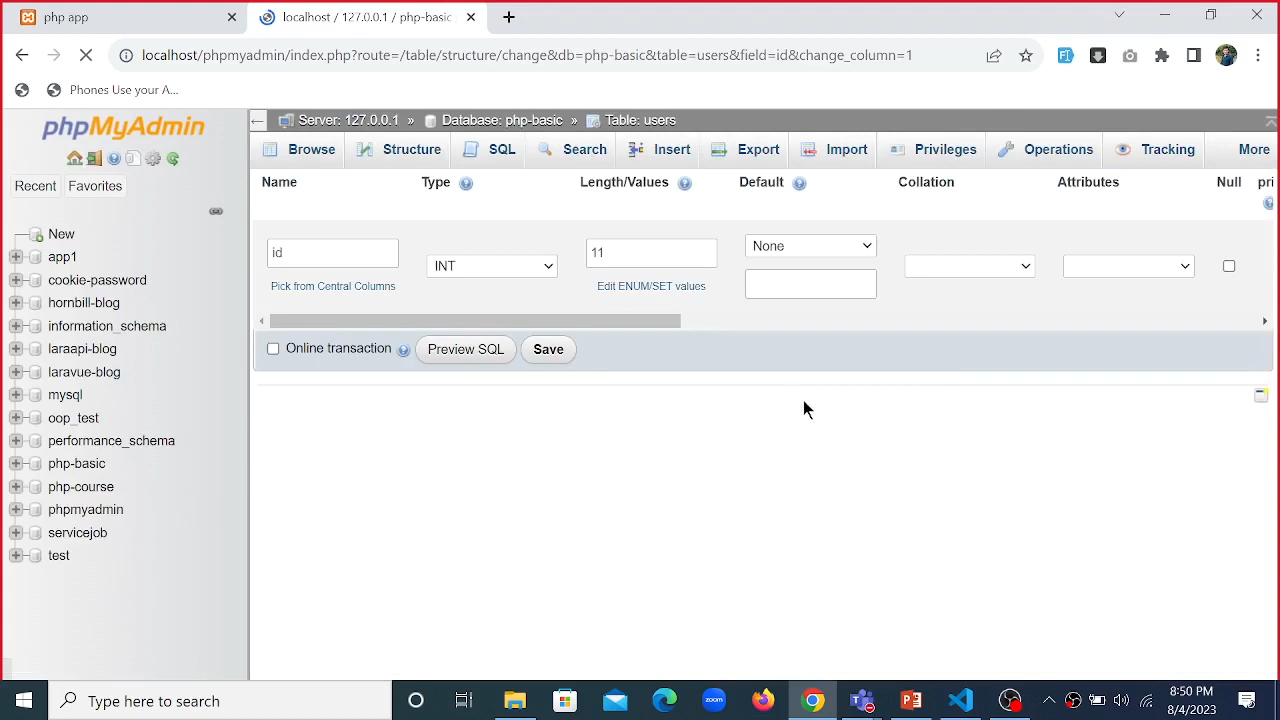 php app
localhost / 127.0.0.1 / php-basic
localhost/phpmyadmin/index.php?route=/table/structure/change&db=php-basic&table=users&field=id&change_column=1
Phones Use your A...
phpMyAdmin
Recent Favorites
New
app1
cookie-password
hornbill-blog
information_schema
laraapi-blog
laravue-blog
mysql
oop_test
performance_schema
php-basic
php-course
phpmyadmin
servicejob
test
Server: 127.0.0.1 » Database: php-basic » Table: users
Browse Structure SQL Search Insert Export Import Privileges Operations Tracking More
Name Type Length/Values Default Collation Attributes Null pri
id INT 11 None
Pick from Central Columns Edit ENUM/SET values
Online transaction Preview SQL Save
Type here to search
zoom
8:50 PM
8/4/2023